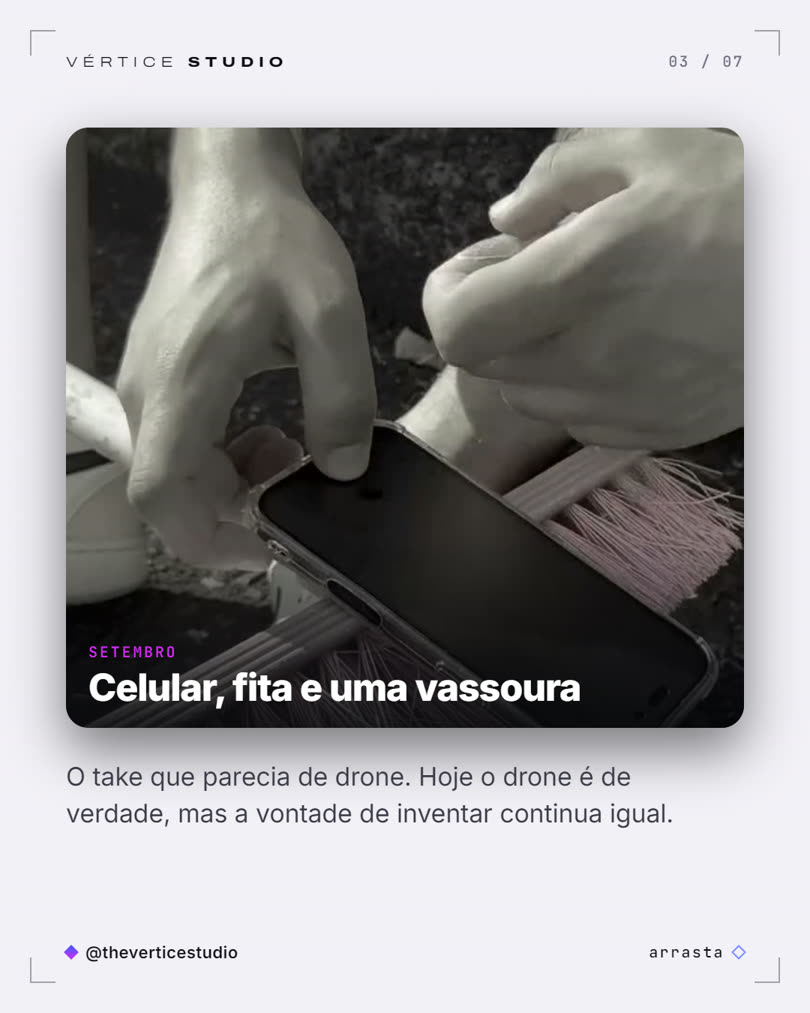 VÉRTICE STUDIO
03 / 07
SETEMBRO
Celular, fita e uma vassoura
O take que parecia de drone. Hoje o drone é de
verdade, mas a vontade de inventar continua igual.
@theverticestudio
arrasta